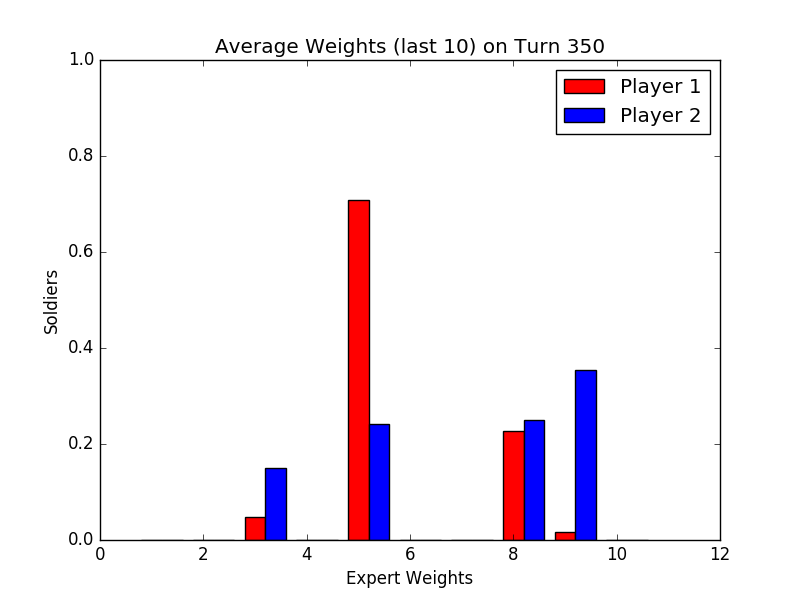 Average Weights (last 10) on Turn 350
1.0
Player 1
Player 2
0.8
0.6
0.4
0.2
0.0
Soldiers
0 2 4 6 8 10 12
Expert Weights